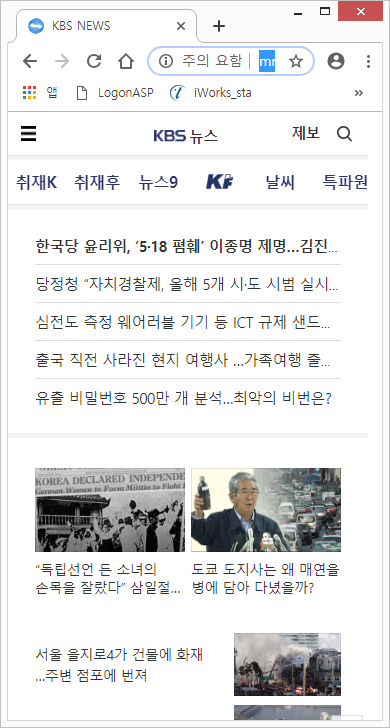 KBS NEWS
주의 요함
mr
앱 LogonASP iWorks_sta »
KBS 뉴스 제보
취재K 취재후 뉴스9 KF 날씨 특파원
한국당 윤리위, ‘5·18 폄훼’ 이종명 제명...김진...
당정청 “자치경찰제, 올해 5개 시·도 시범 실시...
심전도 측정 웨어러블 기기 등 ICT 규제 샌드...
출국 직전 사라진 현지 여행사 ...가족여행 졸...
유출 비밀번호 500만 개 분석...최악의 비번은?
KOREA DECLARED INDEPENDE
German Women to Form Militia to Fight
“독립선언 든 소녀의
손목을 잘랐다” 삼일절...
도쿄 도지사는 왜 매연을
병에 담아 다녔을까?
서울 을지로4가 건물에 화재
...주변 점포에 번져